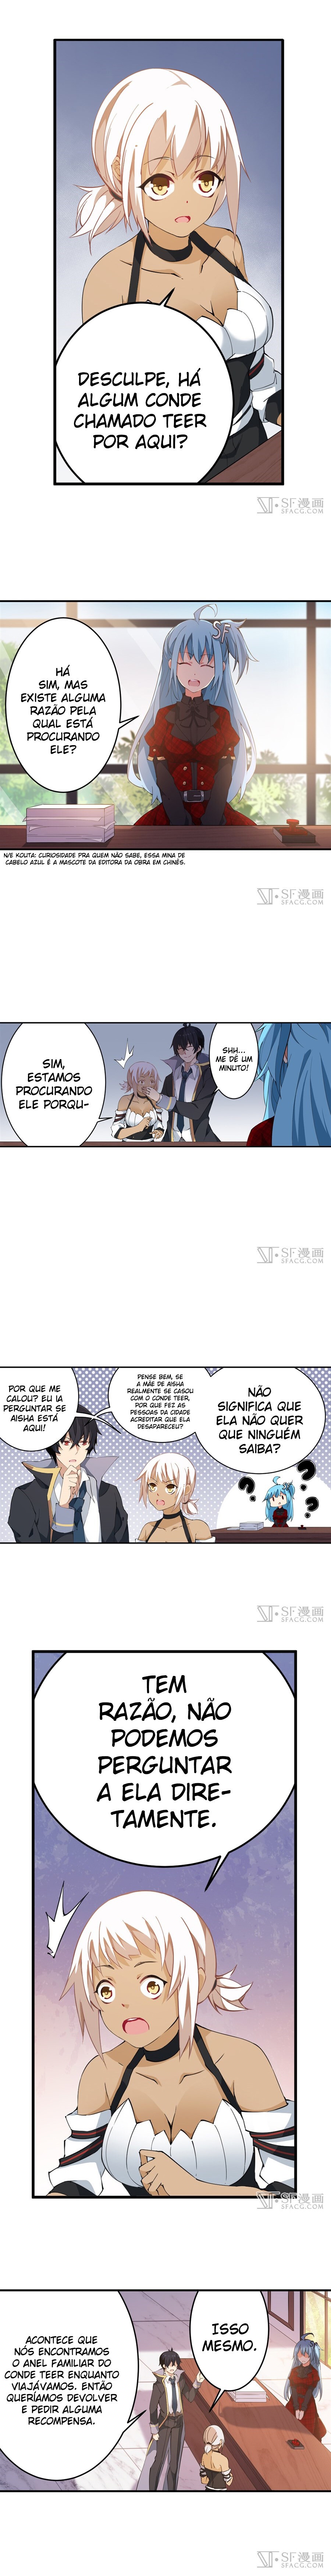 DESCULPE, HÁ
ALGUM CONDE
CHAMADO TEER
POR AQUI?
SF漫画
SFACG.COM
SF
HÁ
SIM, MAS
EXISTE ALGUMA
RAZÃO PELA
QUAL ESTÁ
PROCURANDO
ELE?
N/E KOUTA: CURIOSIDADE PRA QUEM NÃO SABE, ESSA MINA DE
CABELO AZUL É A MASCOTE DA EDITORA DA OBRA EM CHINÊS.
SF漫画
SFACG.COM
SIM,
ESTAMOS
PROCURANDO
ELE PORQU-
SHH...
ME DÊ UM
MINUTO!
SF漫画
SFACG.COM
POR QUE ME
CALOU? EU IA
PERGUNTAR SE
AISHA ESTÁ
AQUI!
PENSE BEM, SE
A MÃE DE AISHA
REALMENTE SE CASOU
COM O CONDE TEER,
POR QUE FEZ AS
PESSOAS DA CIDADE
ACREDITAR QUE ELA
DESAPARECEU?
NÃO
SIGNIFICA QUE
ELA NÃO QUER
QUE NINGUÉM
SAIBA?
? ? ?
SF漫画
SFACG.COM
TEM
RAZÃO, NÃO
PODEMOS
PERGUNTAR
A ELA DIRE-
TAMENTE.
SF漫画
SFACG.COM
ISSO
MESMO.
ACONTECE QUE
NÓS ENCONTRAMOS
O ANEL FAMILIAR DO
CONDE TEER ENQUANTO
VIAJÁVAMOS. ENTÃO
QUERÍAMOS DEVOLVER
E PEDIR ALGUMA
RECOMPENSA.
SF漫画
SFACG.COM